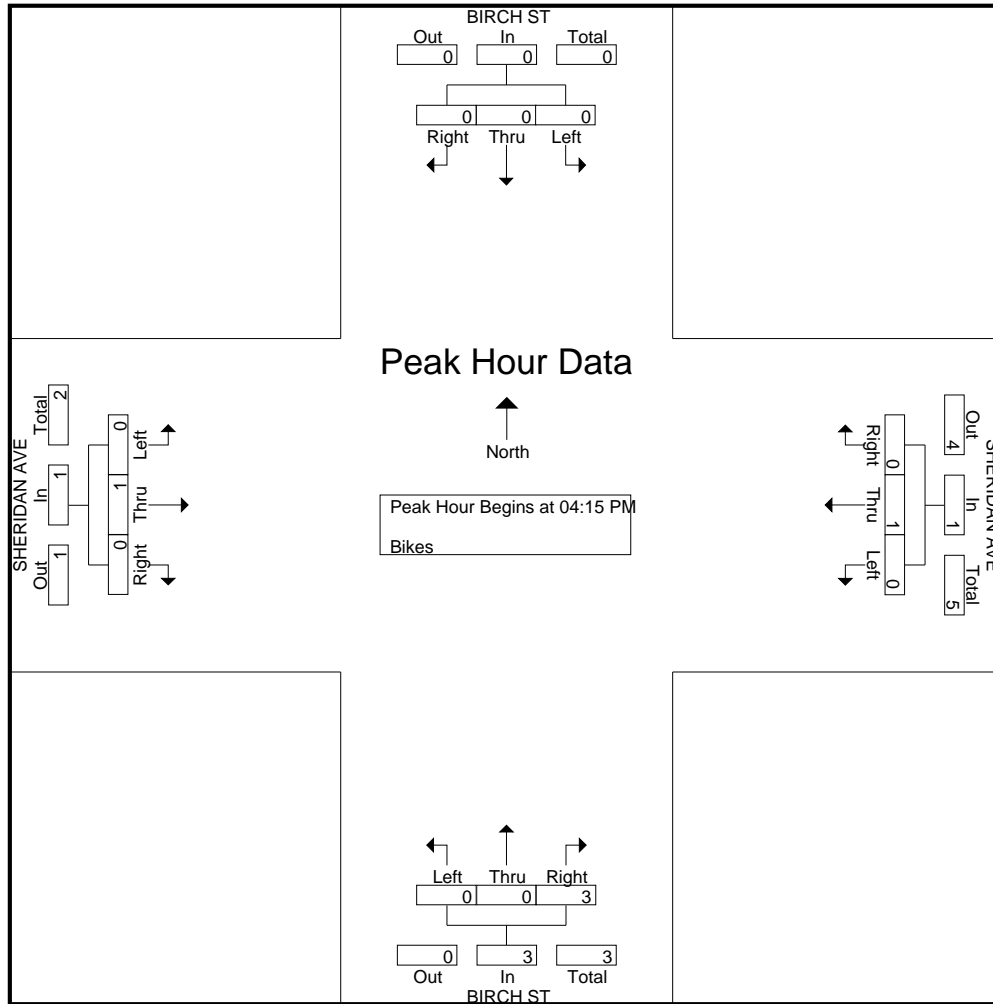 BIRCH ST
Out In Total
0 0 0
0 0 0
Right Thru Left
Peak Hour Data
North
Peak Hour Begins at 04:15 PM
Bikes
SHERIDAN AVE
Total In Out
2 1 1
0 1 0
Left Thru Right
Right Thru Left
0 1 0
Out In Total
4 1 5
SHERIDAN AVE
Left Thru Right
0 0 3
0 3 3
Out In Total
BIRCH ST